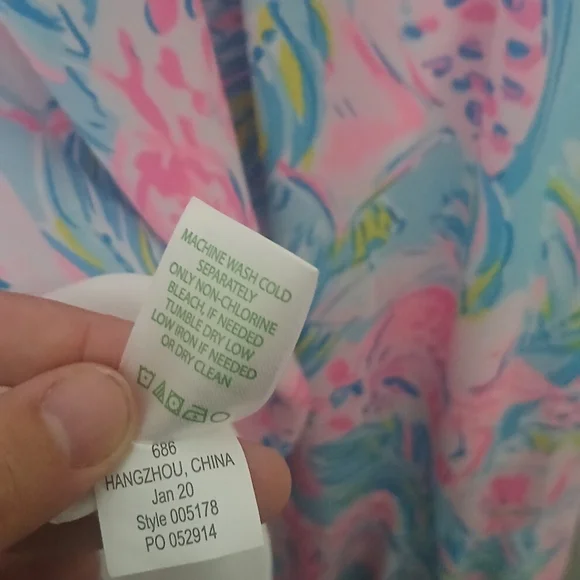 MACHINE WASH COLD
SEPARATELY
ONLY NON-CHLORINE
BLEACH, IF NEEDED
TUMBLE DRY LOW
LOW IRON IF NEEDED
OR DRY CLEAN
686
HANGZHOU, CHINA
Jan 20
Style 005178
PO 052914